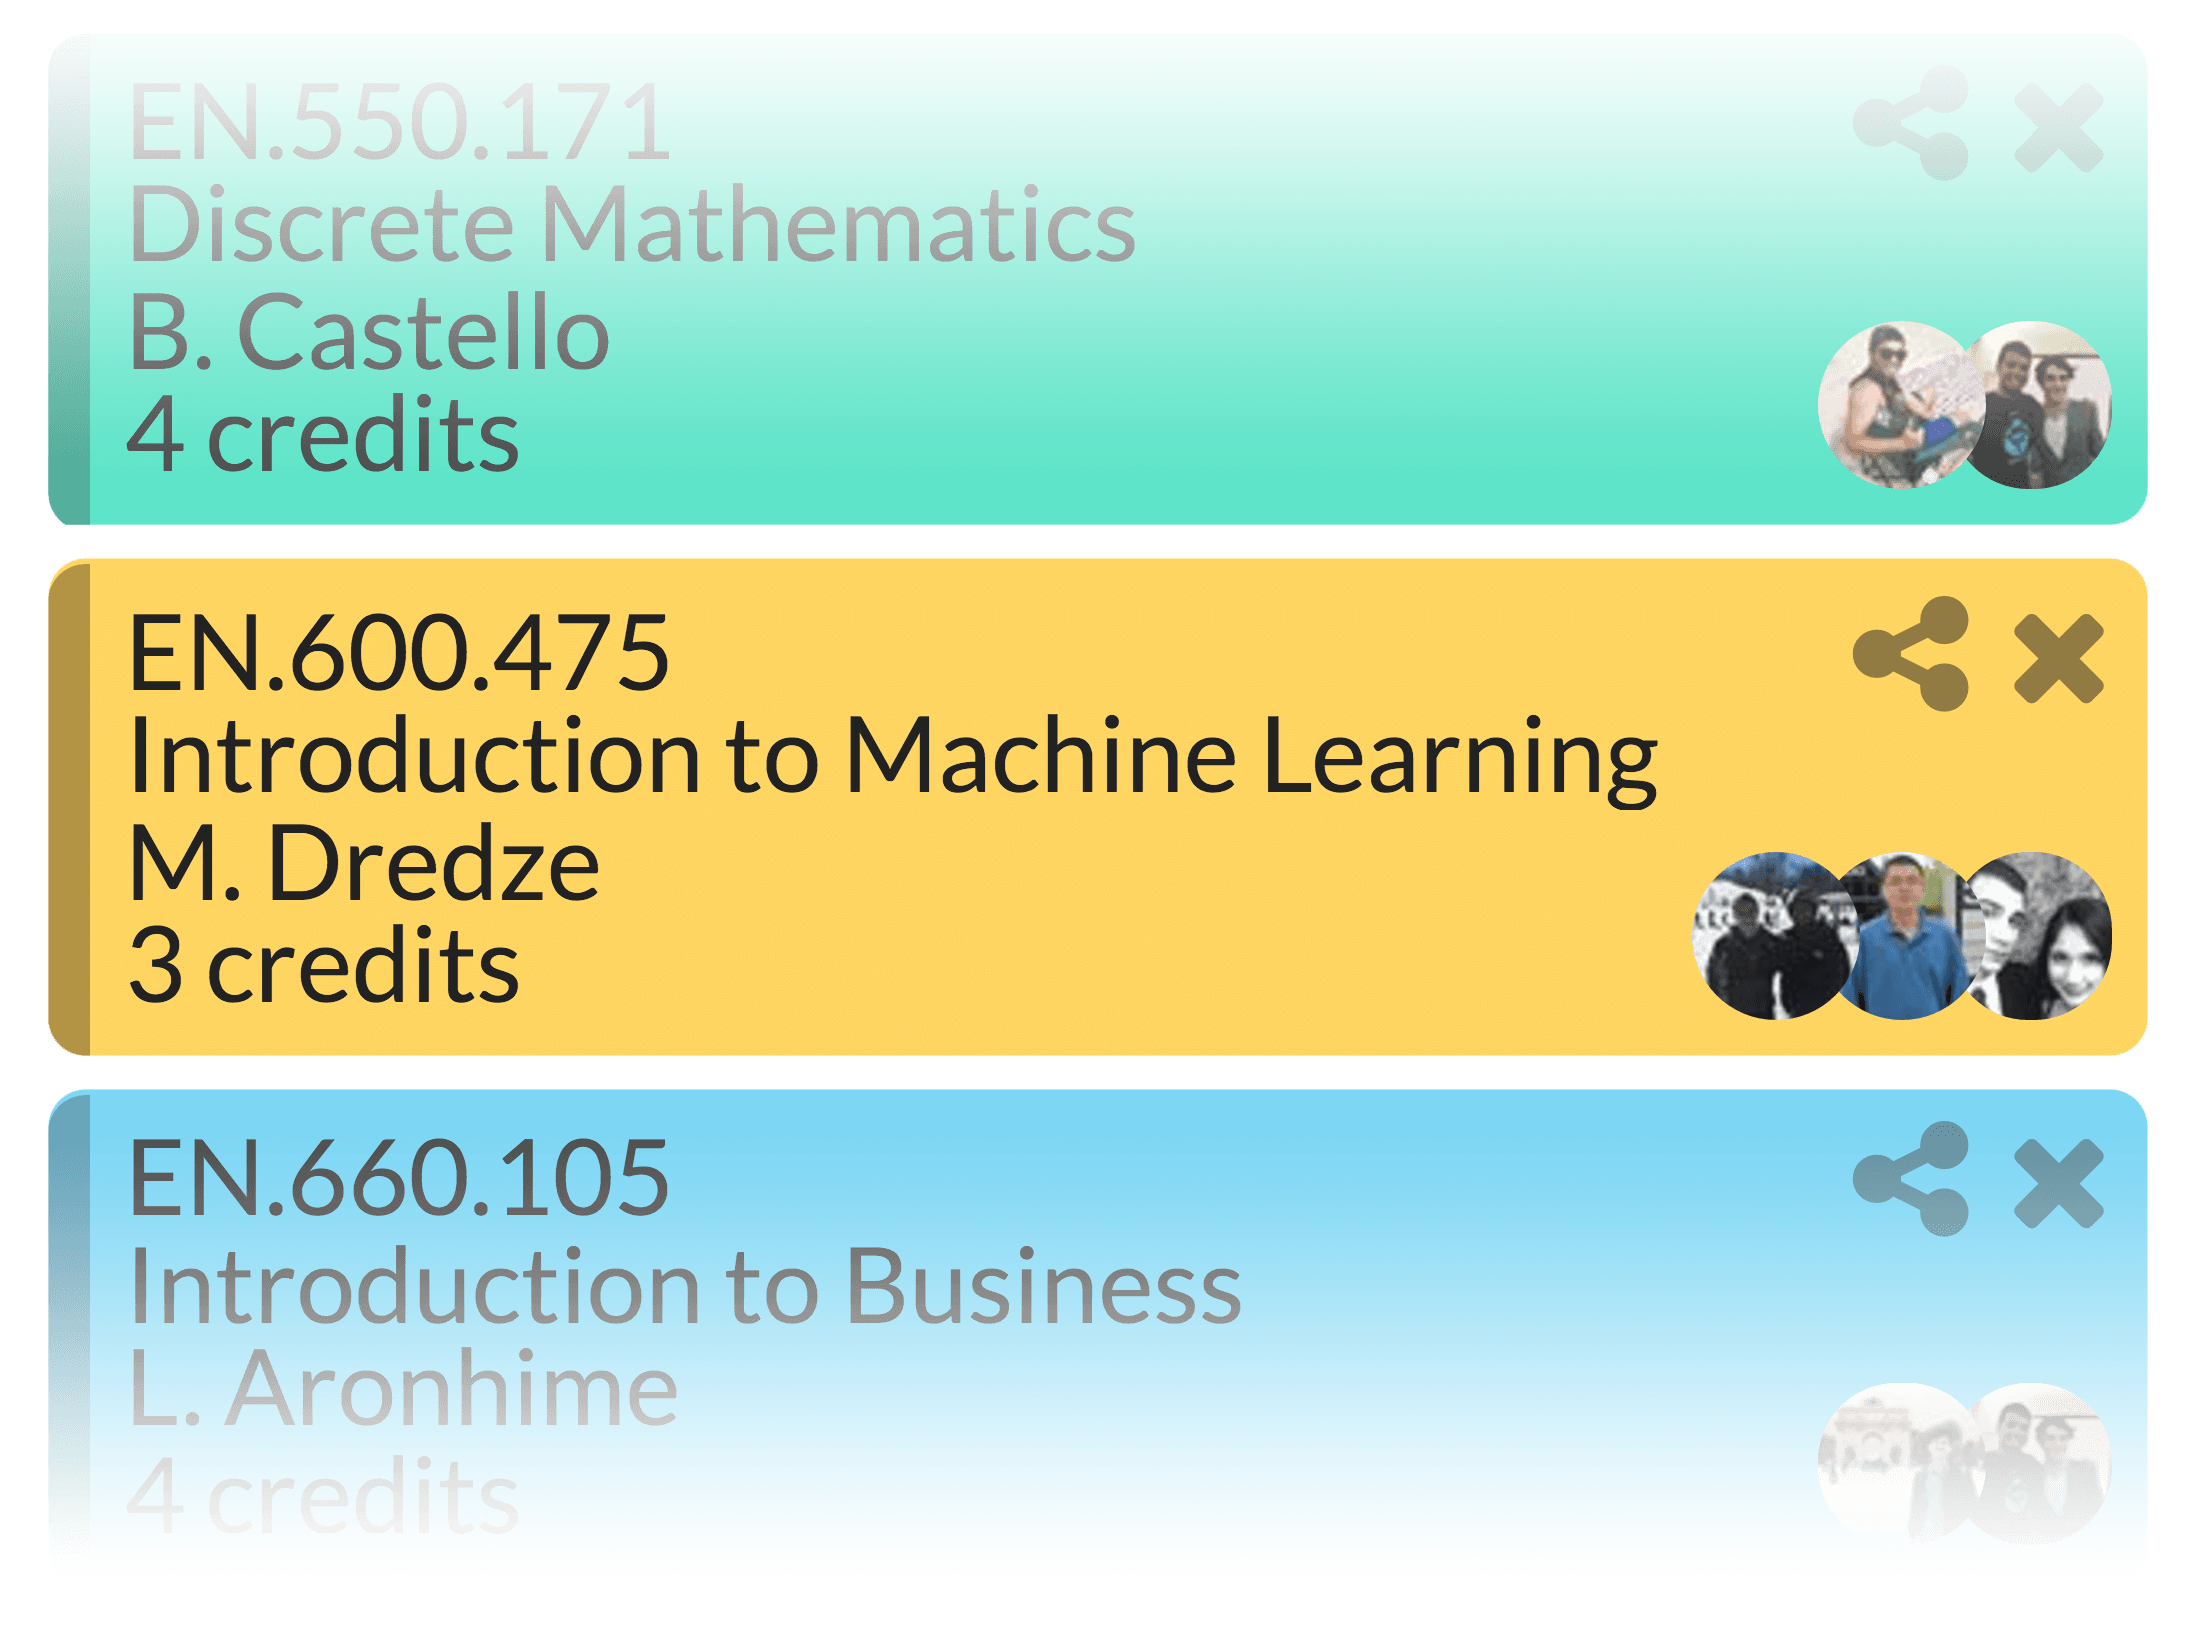 EN.550.171
Discrete Mathematics
B. Castello
4 credits
EN.600.475
Introduction to Machine Learning
M. Dredze
3 credits
EN.660.105
Introduction to Business
L. Aronhime
4 credits